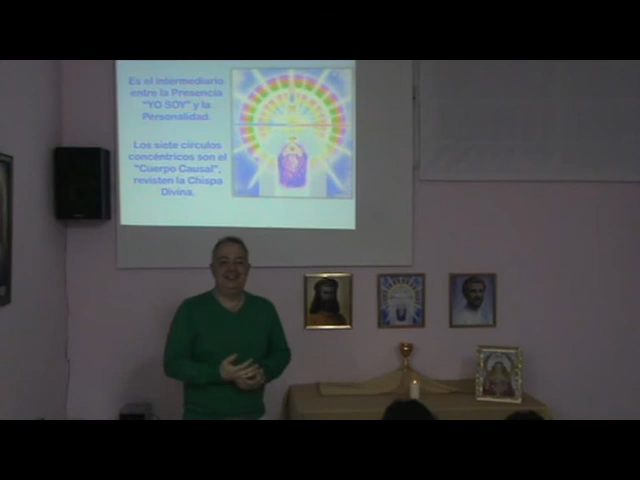 Es el Intermediario
entre la Presencia
"YO SOY" y la
Personalidad.
Los siete círculos
concéntricos son el
"Cuerpo Causal",
revisten la Chispa
Divina.